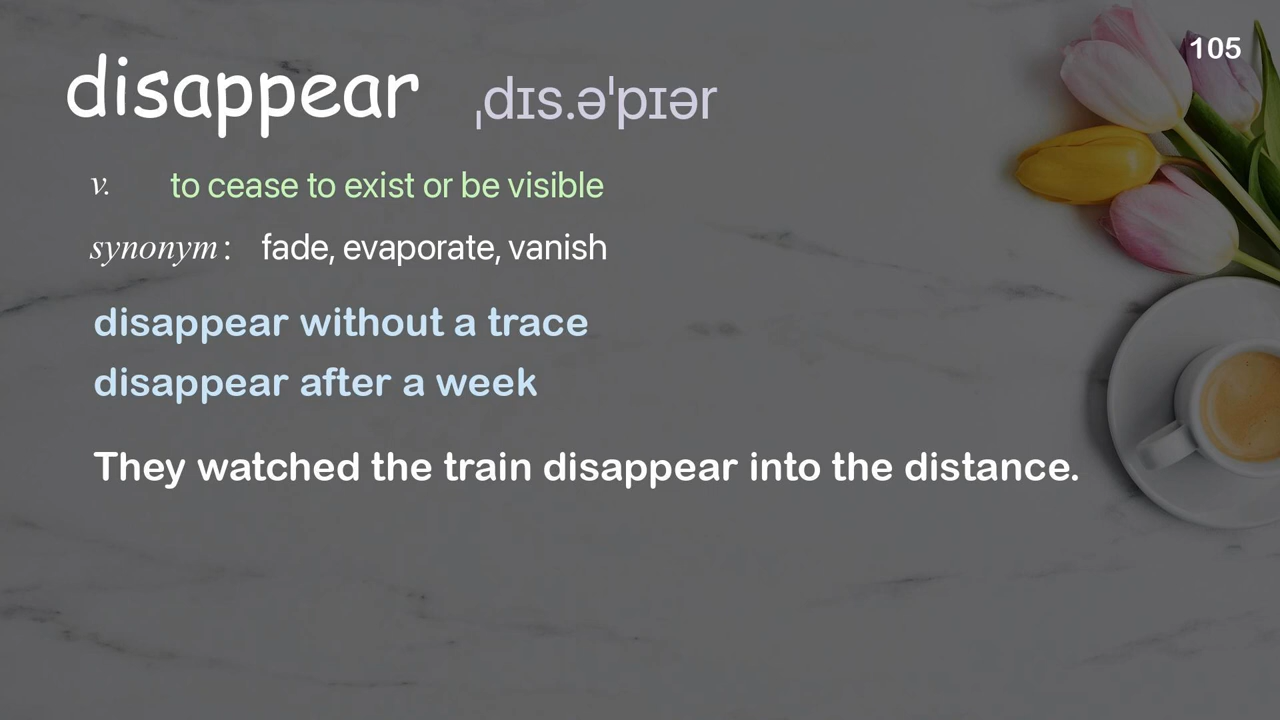 105
disappear ˌdɪs.əˈpɪər
v. to cease to exist or be visible
synonym: fade, evaporate, vanish
disappear without a trace
disappear after a week
They watched the train disappear into the distance.